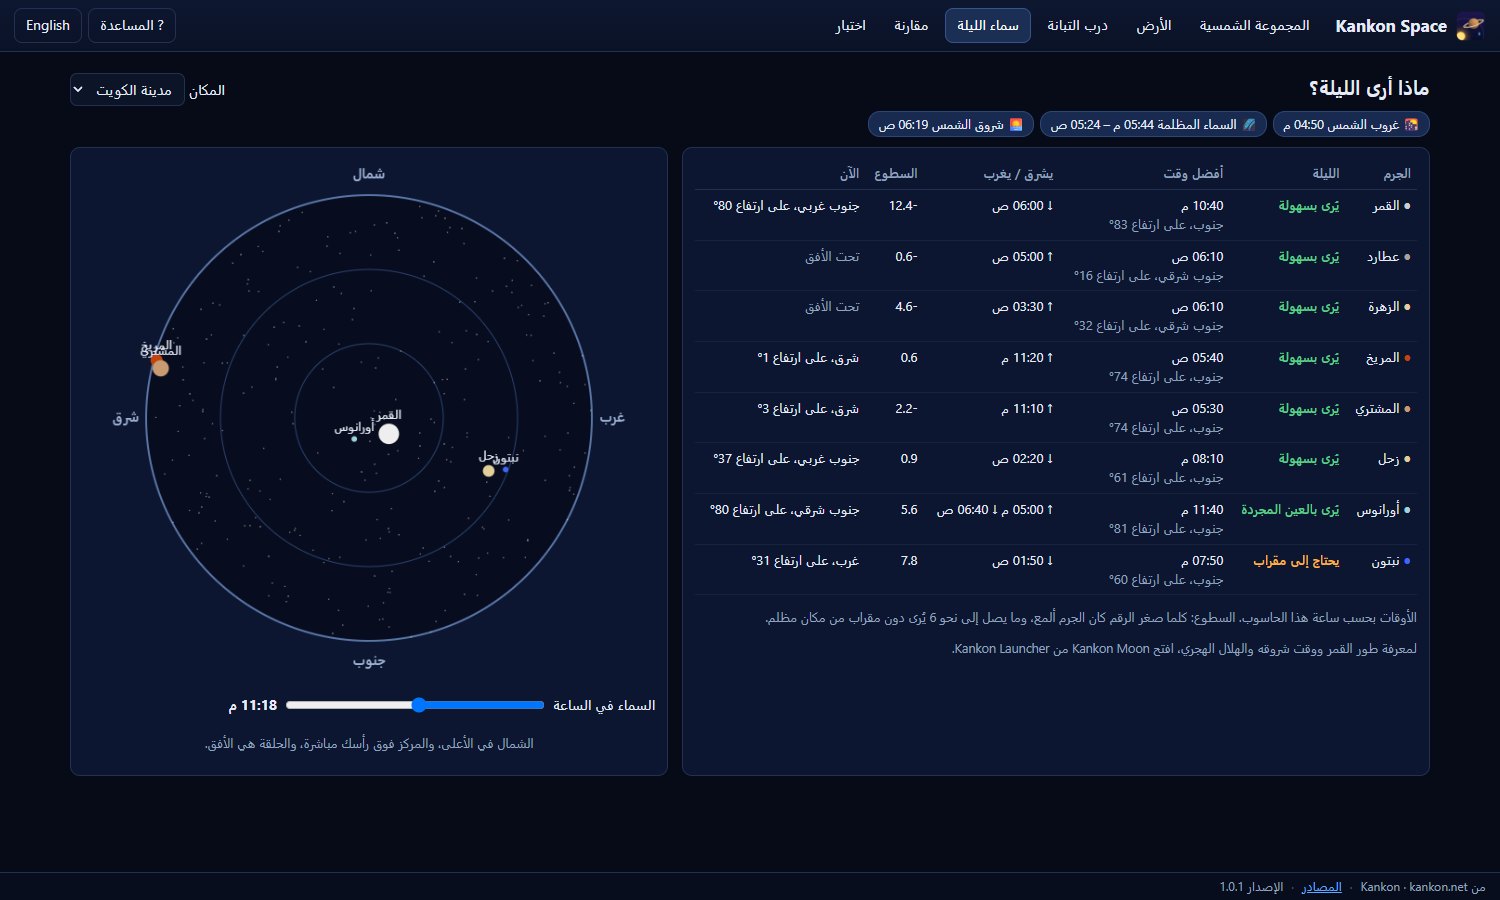 Kankon Space
المجموعة الشمسية
الأرض
درب التبانة
سماء الليلة
مقارنة
اختبار
? المساعدة
English
ماذا أرى الليلة؟
المكان
مدينة الكويت
غروب الشمس 04:50 م
السماء المظلمة 05:44 م – 05:24 ص
شروق الشمس 06:19 ص
الجرم الليلة أفضل وقت يشرق / يغرب السطوع الآن
القمر يُرى بسهولة 10:40 م ↓ 06:00 ص -12.4 جنوب غربي، على ارتفاع 80°
جنوب، على ارتفاع 83°
عطارد يُرى بسهولة 06:10 ص ↑ 05:00 ص -0.6 تحت الأفق
جنوب شرقي، على ارتفاع 16°
الزهرة يُرى بسهولة 06:10 ص ↑ 03:30 ص -4.6 تحت الأفق
جنوب شرقي، على ارتفاع 32°
المريخ يُرى بسهولة 05:40 ص ↑ 11:20 م 0.6 شرق، على ارتفاع 1°
جنوب، على ارتفاع 74°
المشتري يُرى بسهولة 05:30 ص ↑ 11:10 م -2.2 شرق، على ارتفاع 3°
جنوب، على ارتفاع 74°
زحل يُرى بسهولة 08:10 م ↓ 02:20 ص 0.9 جنوب غربي، على ارتفاع 37°
جنوب، على ارتفاع 61°
أورانوس يُرى بالعين المجردة 11:40 م ↑ 05:00 م ↓ 06:40 ص 5.6 جنوب شرقي، على ارتفاع 80°
جنوب، على ارتفاع 81°
نبتون يحتاج إلى مقراب 07:50 م ↓ 01:50 ص 7.8 غرب، على ارتفاع 31°
جنوب، على ارتفاع 60°
الأوقات بحسب ساعة هذا الحاسوب. السطوع: كلما صغر الرقم كان الجرم ألمع، وما يصل إلى نحو 6 يُرى دون مقراب من مكان مظلم.
لمعرفة طور القمر ووقت شروقه والهلال الهجري، افتح Kankon Moon من Kankon Launcher.
شمال
المريخ
المشتري
القمر
أورانوس
شرق
غرب
زحل
نبتون
جنوب
السماء في الساعة 11:18 م
الشمال في الأعلى، والمركز فوق رأسك مباشرة، والحلقة هي الأفق.
من Kankon · kankon.net · المصادر · الإصدار 1.0.1